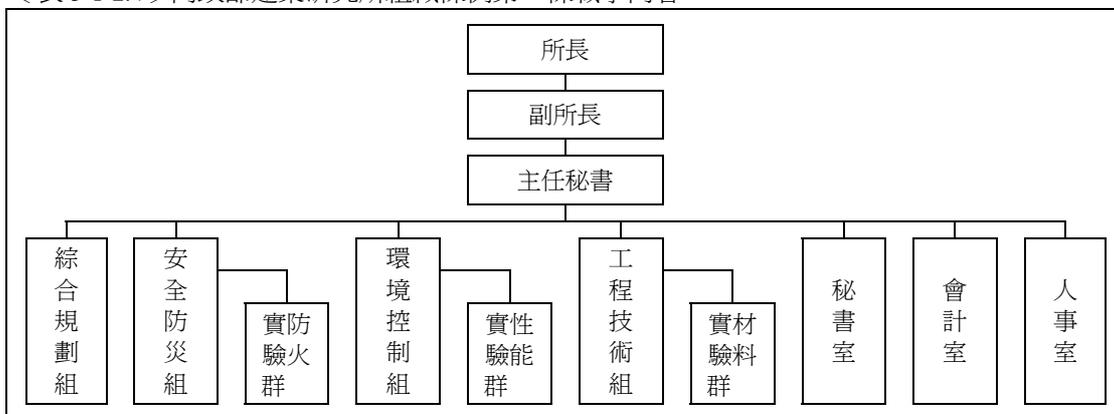 所長
副所長
主任秘書
綜合規劃組
安全防災組
防火
實驗群
環境控制組
性能
實驗群
工程技術組
材料
實驗群
秘書室
會計室
人事室